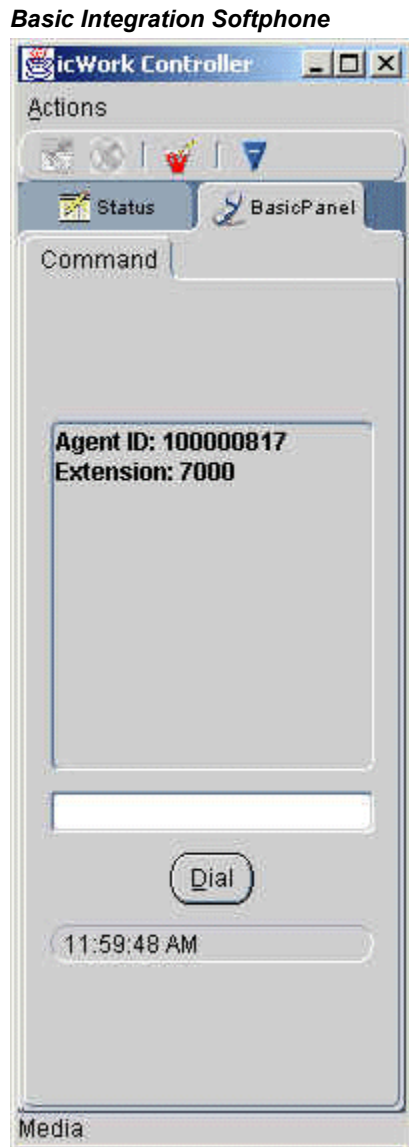 Basic Integration Softphone
icWork Controller
Actions
Status BasicPanel
Command
Agent ID: 100000817
Extension: 7000
Dial
11:59:48 AM
Media